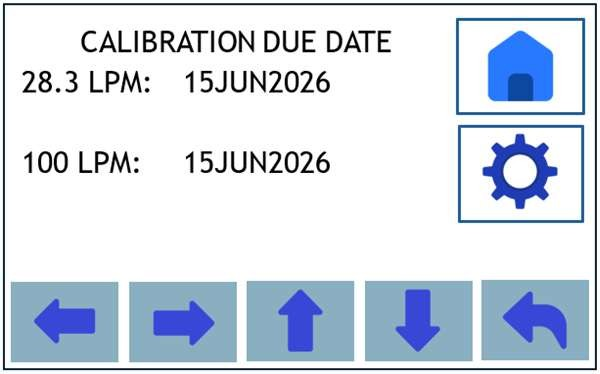 CALIBRATION DUE DATE
28.3 LPM: 15JUN2026
100 LPM: 15JUN2026